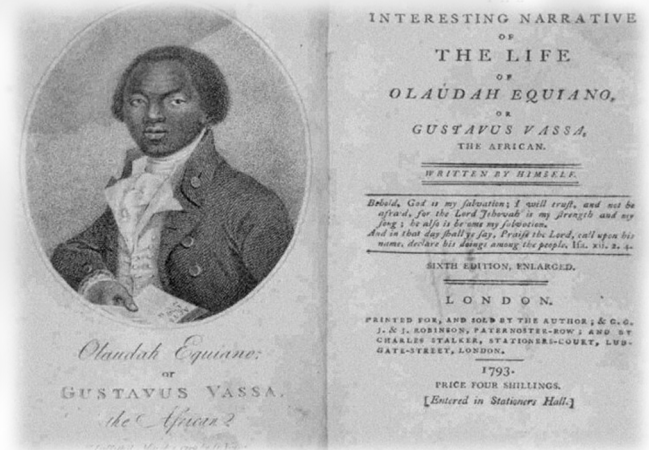 Olaudah Equiano;
or
GUSTAVUS VASSA,
the African
INTERESTING NARRATIVE
OF
THE LIFE
OF
OLAUDAH EQUIANO,
OR
GUSTAVUS VASSA,
THE AFRICAN.
WRITTEN BY HIMSELF.
Behold, God is my ſalvation; I will truſt, and not be
afraid, for the Lord Jehovah is my ſtrength and my
ſong; he alſo is become my ſalvation.
And in that day ſhall ye ſay, Praiſe the Lord, call upon his
name, declare his doings among the people. Iſa. xii. 2. 4.
SIXTH EDITION, ENLARGED.
LONDON.
PRINTED FOR, AND SOLD BY THE AUTHOR; & G. G.
J. & J. ROBINSON, PATERNOSTER-ROW; AND BY
CHARLES STALKER, STATIONERS-COURT, LUD-
GATE-STREET, LONDON.
1793.
PRICE FOUR SHILLINGS.
[Entered in Stationers Hall.]